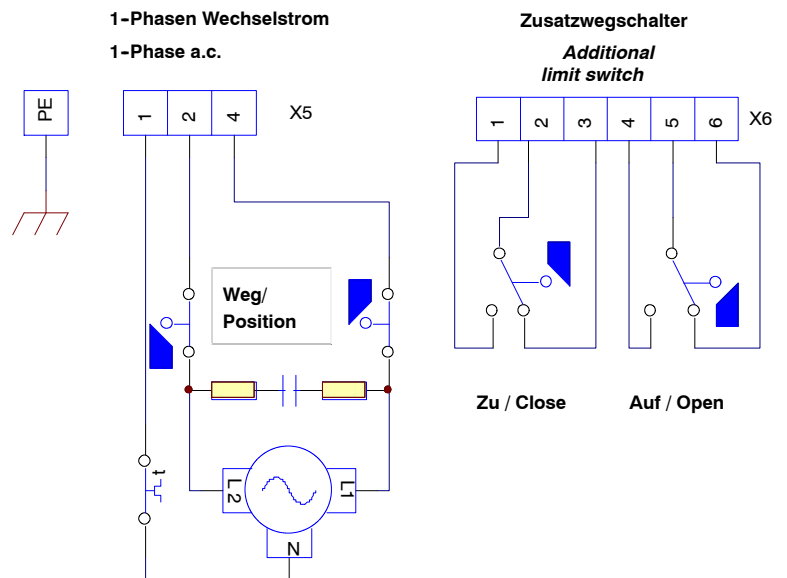 1-Phasen Wechselstrom
1-Phase a.c.
Zusatzwegschalter
Additional
limit switch
PE
1 2 4 X5
1 2 3 4 5 6 X6
Weg/
Position
Zu / Close
Auf / Open
t
L2
L1
N